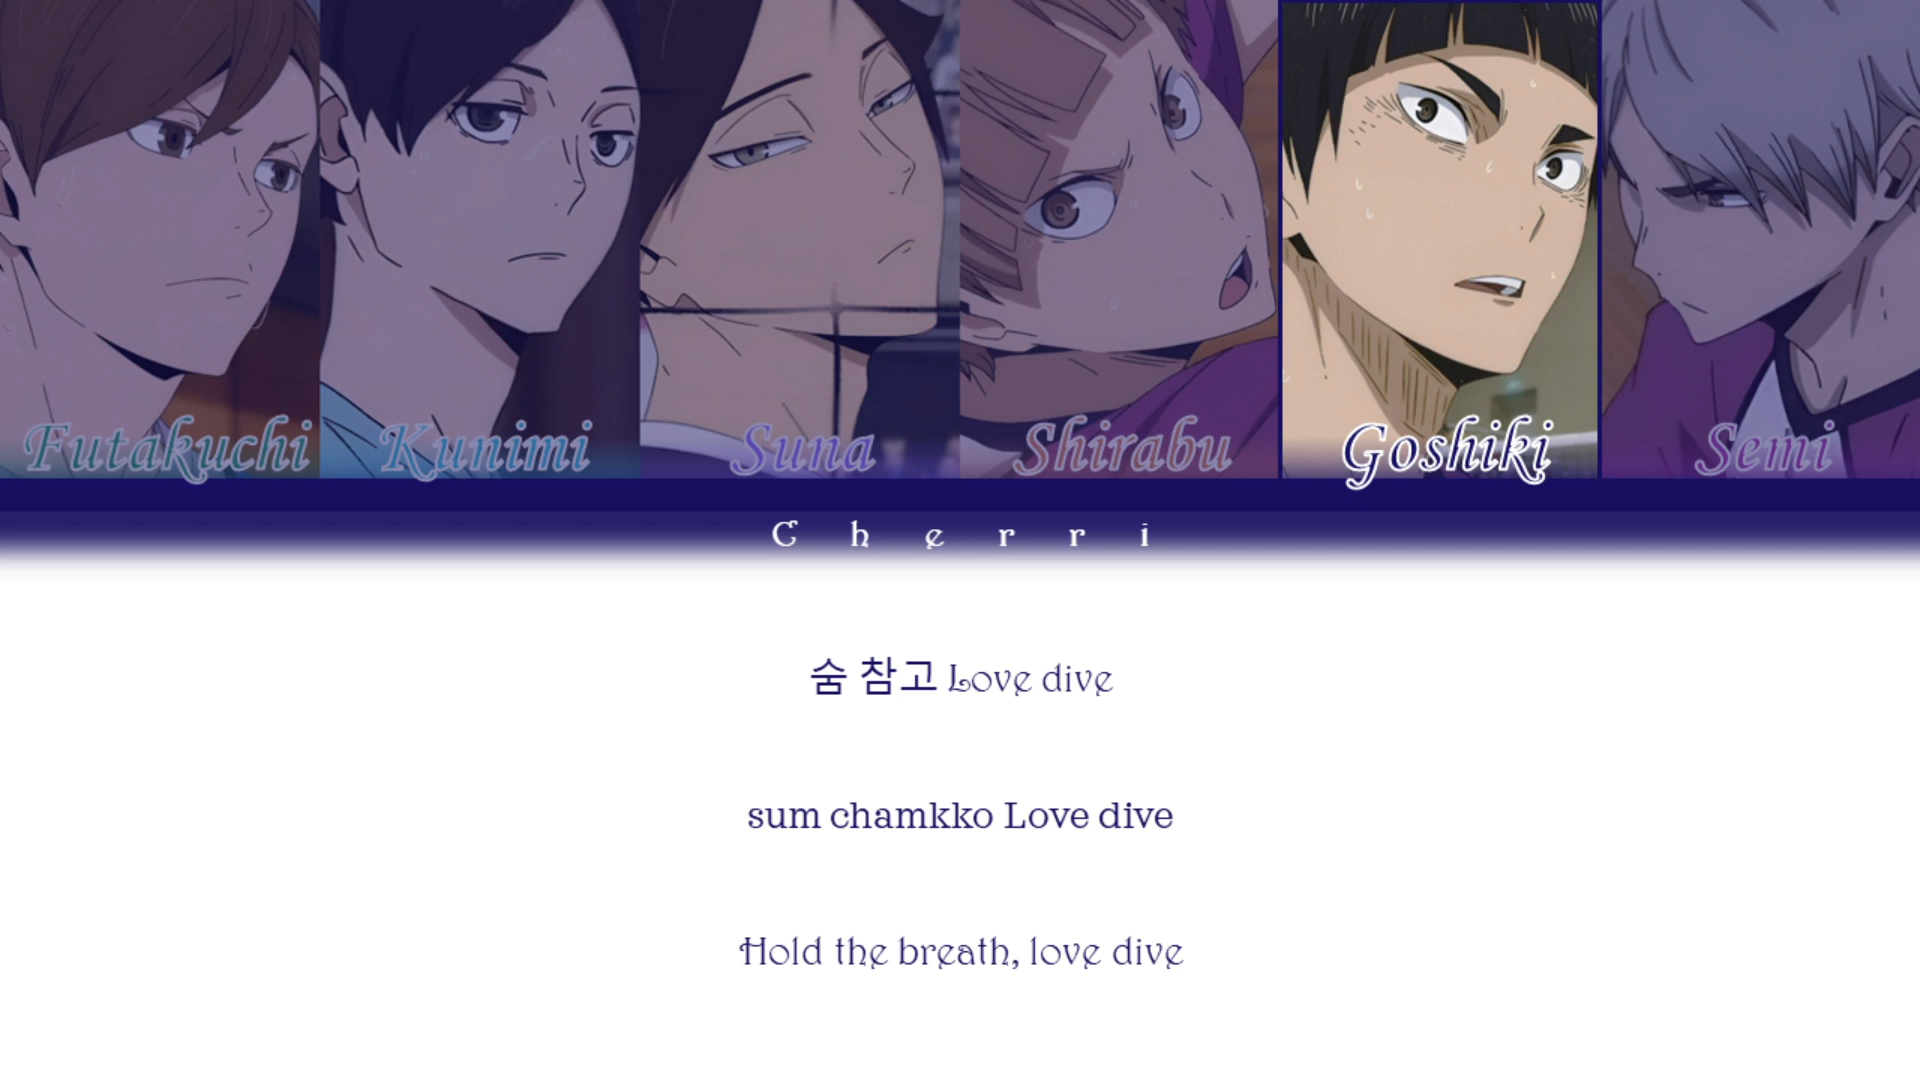 Futakuchi Kunimi Suna Shirabu Goshiki Semi
Cherri
숨 참고 Love dive
sum chamkko Love dive
Hold the breath, love dive